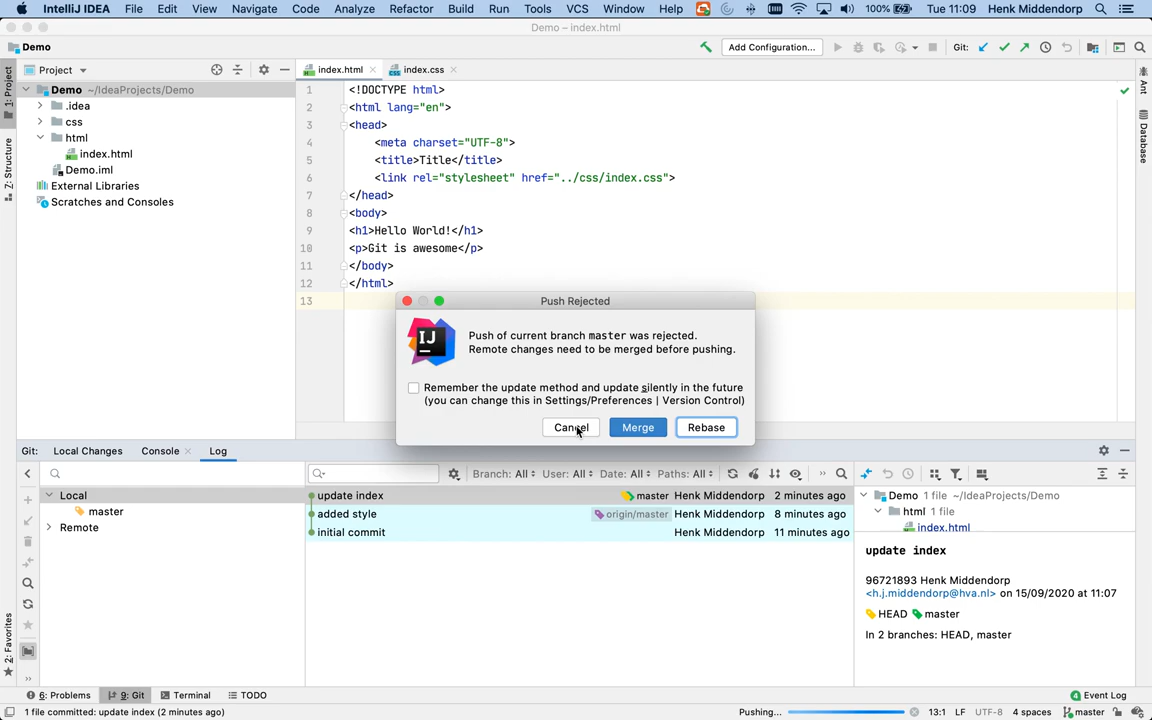 IntelliJ IDEA File Edit View Navigate Code Analyze Refactor Build Run Tools VCS Window Help 100% Tue 11:09 Henk Middendorp
Demo – index.html
Demo Add Configuration... Git:
Project index.html index.css
Demo ~/IdeaProjects/Demo
.idea
css
html
index.html
Demo.iml
External Libraries
Scratches and Consoles
1: Project
Z: Structure
2: Favorites
Ant
Database
1 <!DOCTYPE html>
2 <html lang="en">
3 <head>
4 <meta charset="UTF-8">
5 <title>Title</title>
6 <link rel="stylesheet" href="../css/index.css">
7 </head>
8 <body>
9 <h1>Hello World!</h1>
10 <p>Git is awesome</p>
11 </body>
12 </html>
13
Push Rejected
IJ
Push of current branch master was rejected.
Remote changes need to be merged before pushing.
Remember the update method and update silently in the future
(you can change this in Settings/Preferences | Version Control)
Cancel Merge Rebase
Git: Local Changes Console Log
Branch: All User: All Date: All Paths: All
Local
master
Remote
update index master Henk Middendorp 2 minutes ago
added style origin/master Henk Middendorp 8 minutes ago
initial commit Henk Middendorp 11 minutes ago
Demo 1 file ~/IdeaProjects/Demo
html 1 file
index.html
update index
96721893 Henk Middendorp
<h.j.middendorp@hva.nl> on 15/09/2020 at 11:07
HEAD master
In 2 branches: HEAD, master
6: Problems 9: Git Terminal TODO 4 Event Log
1 file committed: update index (2 minutes ago) Pushing... 13:1 LF UTF-8 4 spaces master